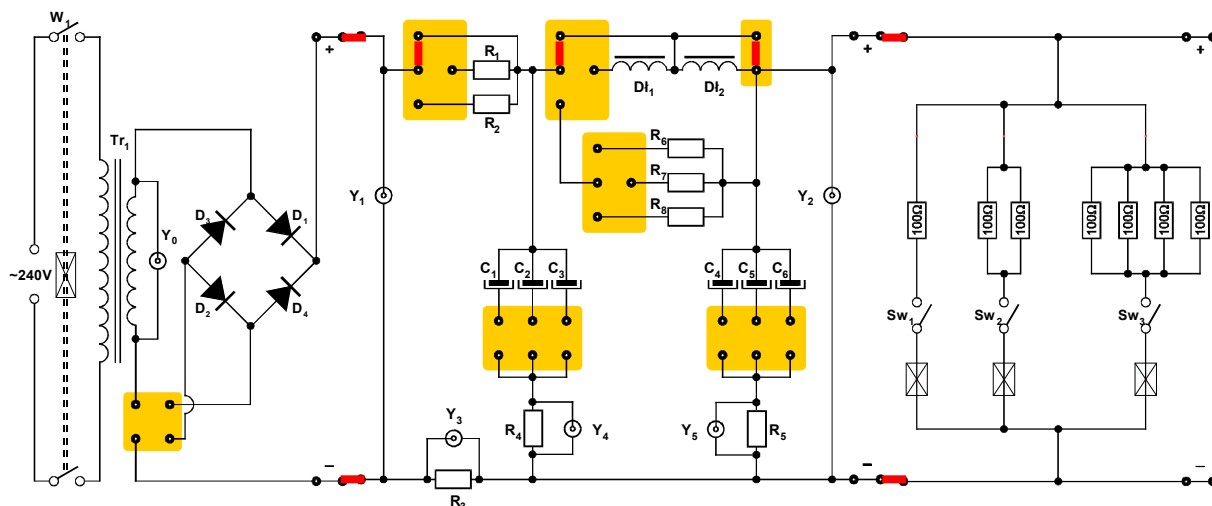 W1
~240V
Tr1
Y0
D3
D1
D2
D4
+
−
Y1
R1
R2
Y3
R3
C1
C2
C3
R4
Y4
Dł1
Dł2
R6
R7
R8
C4
C5
C6
Y5
R5
Y2
+
−
100Ω
Sw1
100Ω
100Ω
Sw2
100Ω
100Ω
100Ω
100Ω
Sw3
+
−